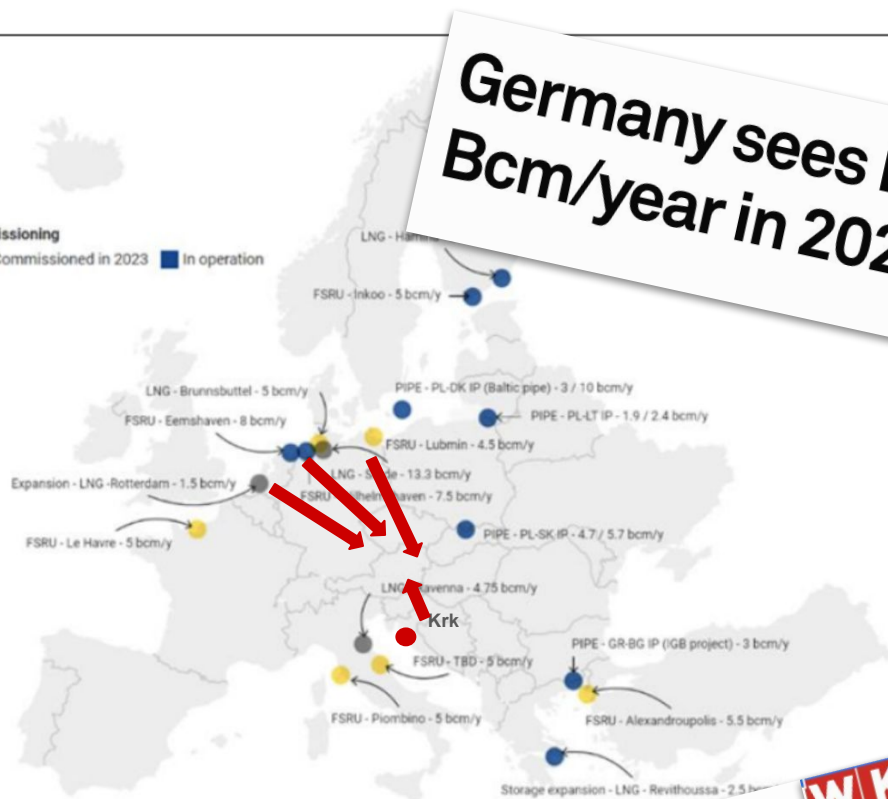 Germany sees
Bcm/year in 202
issioning
Commissioned in 2023 In operation
LNG - Hamina
FSRU - Inkoo - 5 bcm/y
LNG - Brunnsbuttel - 5 bcm/y
PIPE - PL-DK IP (Baltic pipe) - 3 / 10 bcm/y
FSRU - Eemshaven - 8 bcm/y
PIPE - PL-LT IP - 1.9 / 2.4 bcm/y
FSRU - Lubmin - 4.5 bcm/y
LNG - Stade - 13.3 bcm/y
Expansion - LNG -Rotterdam - 1.5 bcm/y
FSRU - Wilhelmshaven - 7.5 bcm/y
PIPE - PL-SK IP - 4.7 / 5.7 bcm/y
FSRU - Le Havre - 5 bcm/y
LNG - Ravenna - 4.75 bcm/y
Krk
PIPE - GR-BG IP (IGB project) - 3 bcm/y
FSRU - TBD - 5 bcm/y
FSRU - Piombino - 5 bcm/y
FSRU - Alexandroupolis - 5.5 bcm/y
Storage expansion - LNG - Revithoussa - 2.5